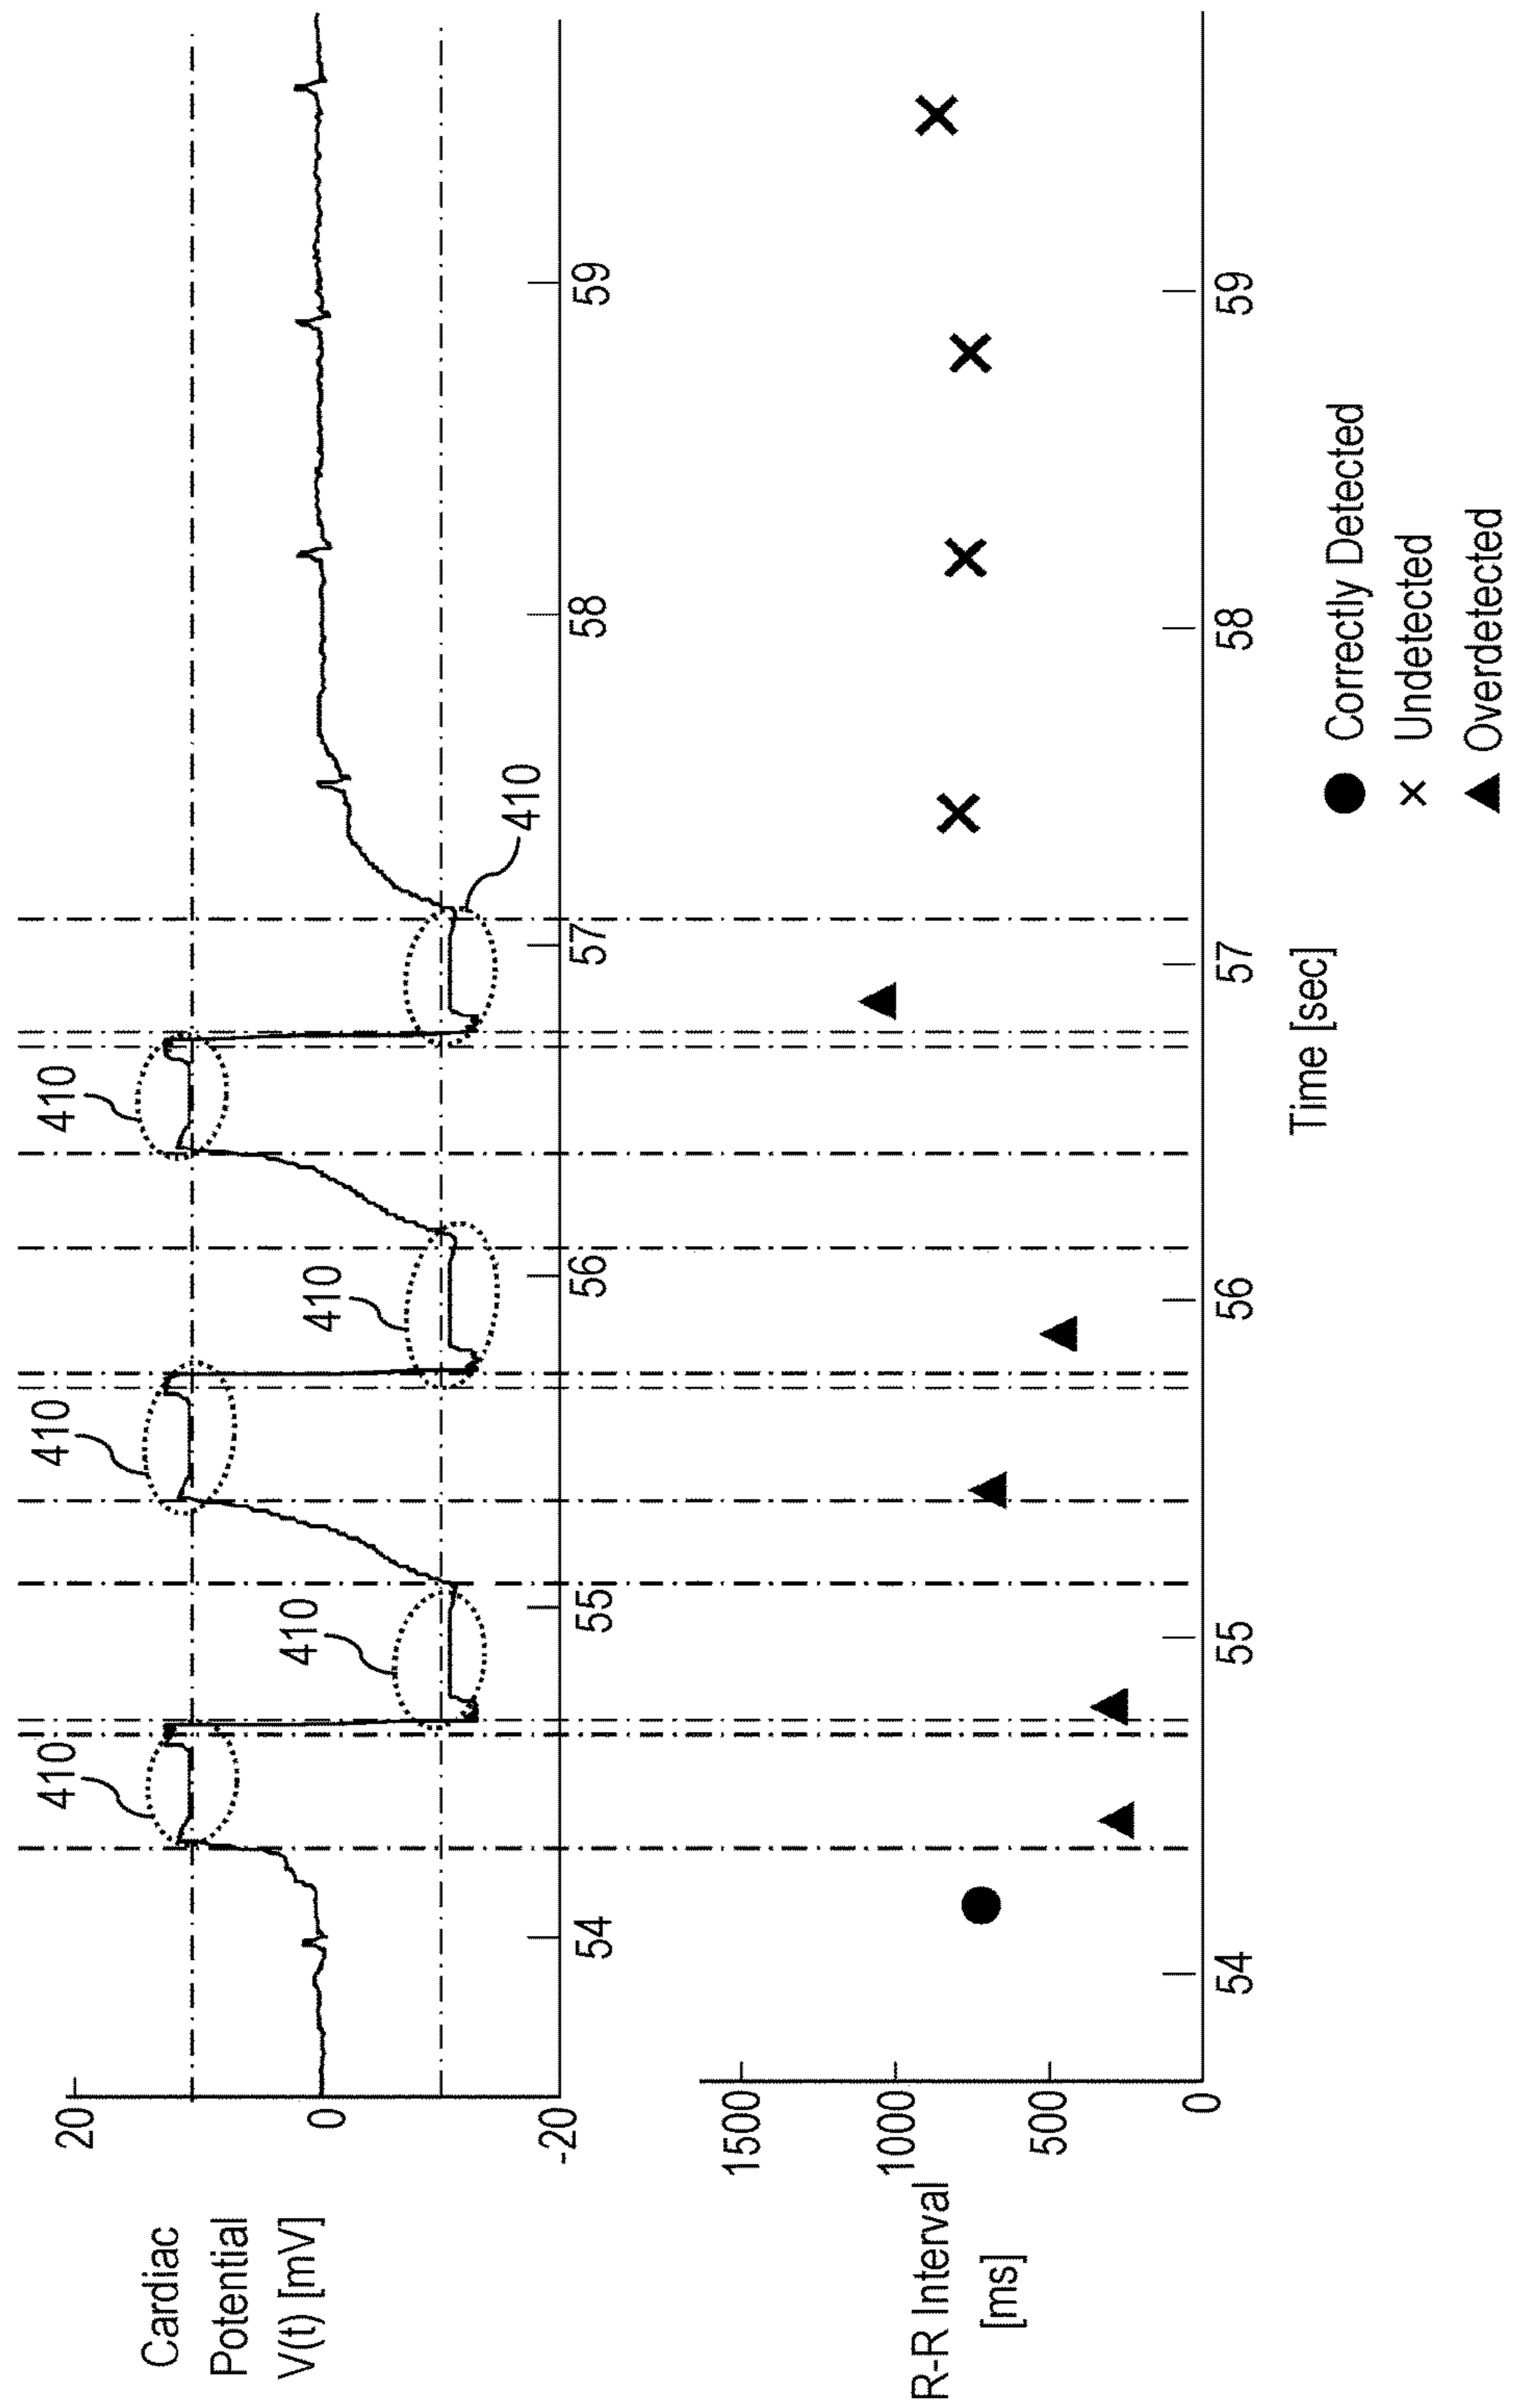 Cardiac
Potential
V(t) [mV]
20
0
-20
410
410
410
410
410
410
54
55
56
57
58
59
R-R Interval
[ms]
1500
1000
500
0
54
55
56
57
58
59
Time [sec]
Correctly Detected
Undetected
Overdetected